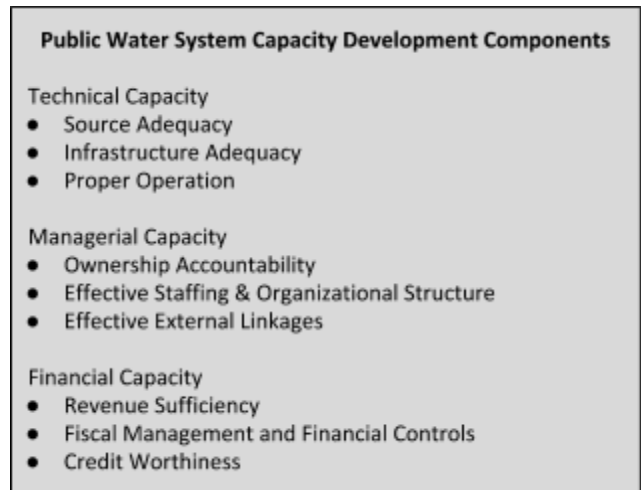 Public Water System Capacity Development Components
Technical Capacity
● Source Adequacy
● Infrastructure Adequacy
● Proper Operation
Managerial Capacity
● Ownership Accountability
● Effective Staffing & Organizational Structure
● Effective External Linkages
Financial Capacity
● Revenue Sufficiency
● Fiscal Management and Financial Controls
● Credit Worthiness